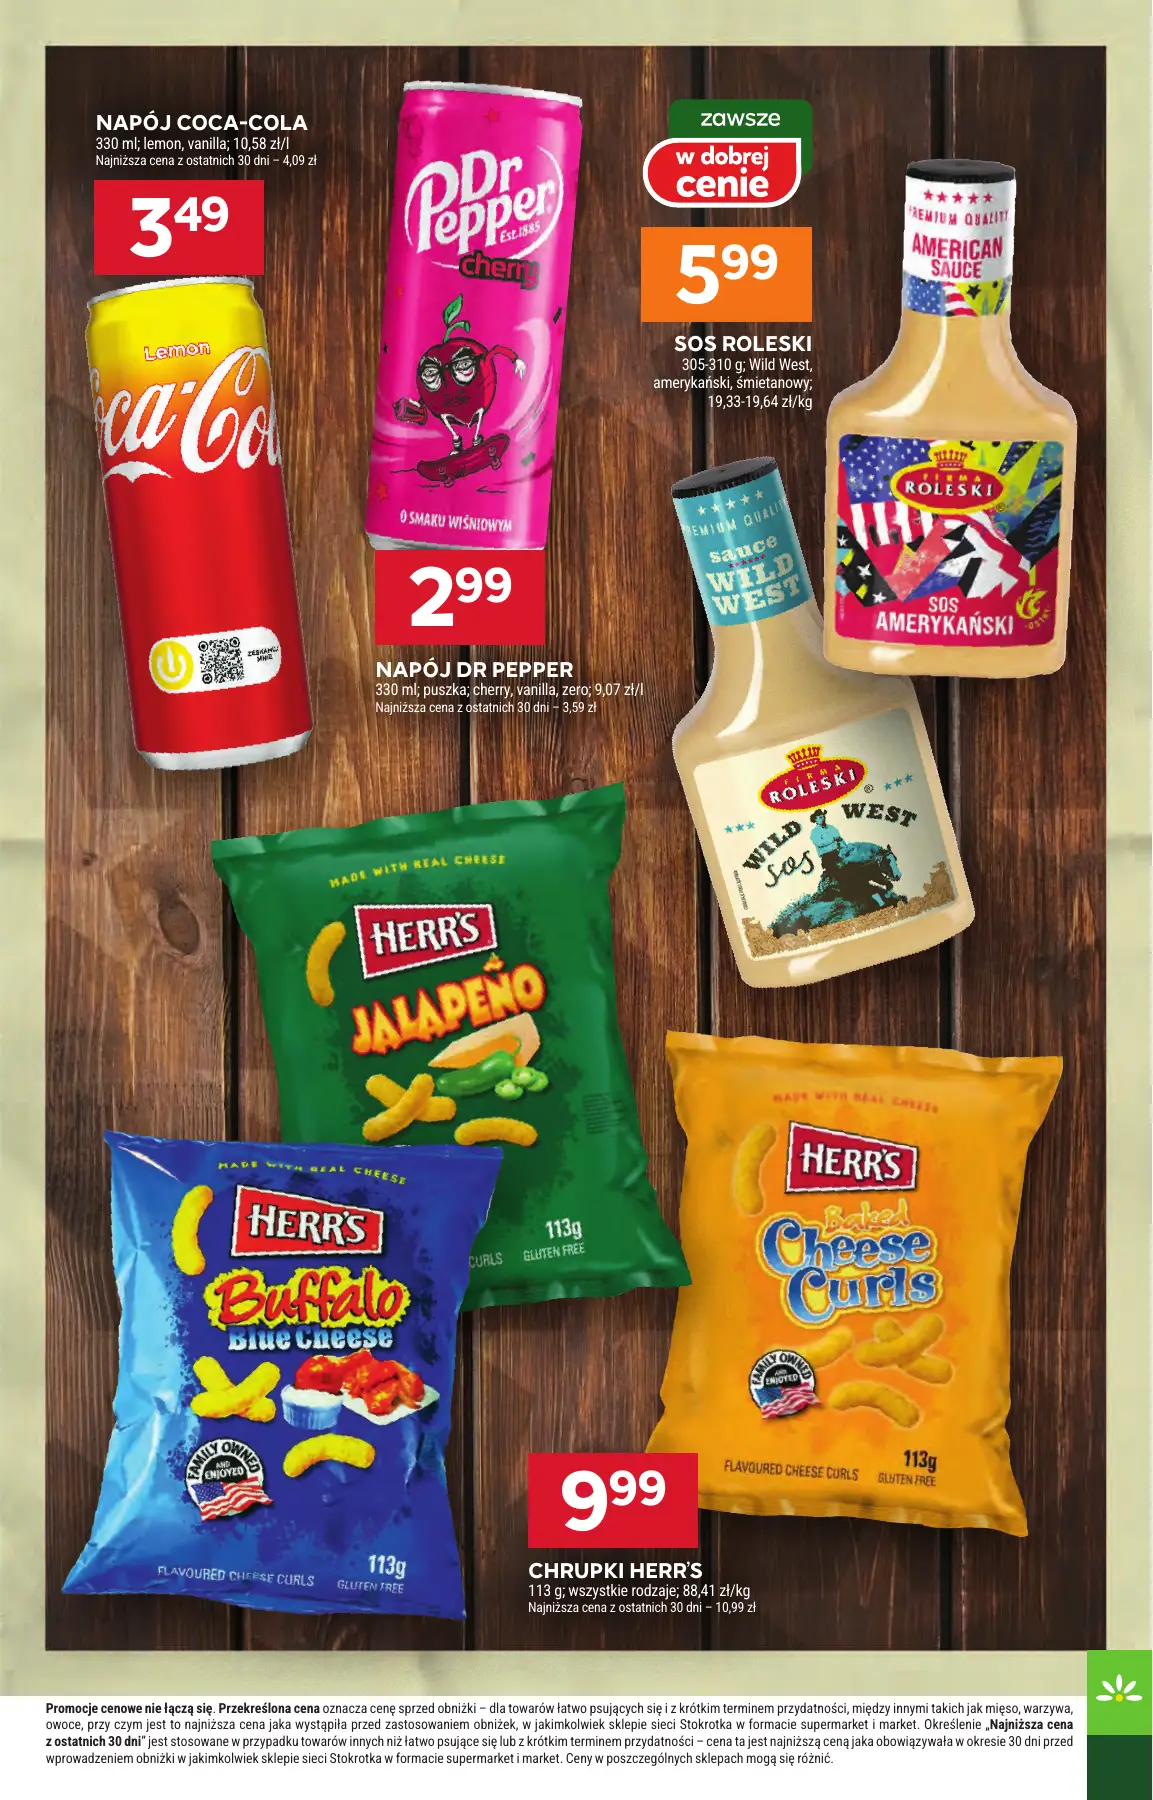 NAPÓJ COCA-COLA
330 ml; lemon, vanilla; 10,58 zł/l
Najniższa cena z ostatnich 30 dni – 4,09 zł
3 49
Lemon
Coca-Cola
ZESKANUJ
MNIE
Dr
Pepper
Est.1885
cherry
O SMAKU WIŚNIOWYM
2 99
NAPÓJ DR PEPPER
330 ml; puszka; cherry, vanilla, zero; 9,07 zł/l
Najniższa cena z ostatnich 30 dni – 3,59 zł
zawsze
w dobrej
cenie
5 99
SOS ROLESKI
305-310 g; Wild West,
amerykański, śmietanowy;
19,33-19,64 zł/kg
PREMIUM QUALITY
AMERICAN
SAUCE
FIRMA
ROLESKI
SOS
AMERYKAŃSKI
OSTRY
PREMIUM QUALITY
sauce
WILD
WEST
FIRMA
ROLESKI
WILD WEST
sos
MADE WITH REAL CHEESE
HERR'S
JALAPEÑO
113g
CURLS GLUTEN FREE
MADE WITH REAL CHEESE
HERR'S
Buffalo
Blue Cheese
FAMILY OWNED
AND
ENJOYED
113g
FLAVOURED CHEESE CURLS GLUTEN FREE
MADE WITH REAL CHEESE
HERR'S
Baked
Cheese
Curls
FAMILY OWNED
AND
ENJOYED
113g
FLAVOURED CHEESE CURLS GLUTEN FREE
9 99
CHRUPKI HERR'S
113 g; wszystkie rodzaje; 88,41 zł/kg
Najniższa cena z ostatnich 30 dni – 10,99 zł
Promocje cenowe nie łączą się. Przekreślona cena oznacza cenę sprzed obniżki – dla towarów łatwo psujących się i z krótkim terminem przydatności, między innymi takich jak mięso, warzywa,
owoce, przy czym jest to najniższa cena jaka wystąpiła przed zastosowaniem obniżek, w jakimkolwiek sklepie sieci Stokrotka w formacie supermarket i market. Określenie „Najniższa cena
z ostatnich 30 dni" jest stosowane w przypadku towarów innych niż łatwo psujące się lub z krótkim terminem przydatności – cena ta jest najniższą ceną jaka obowiązywała w okresie 30 dni przed
wprowadzeniem obniżki w jakimkolwiek sklepie sieci Stokrotka w formacie supermarket i market. Ceny w poszczególnych sklepach mogą się różnić.